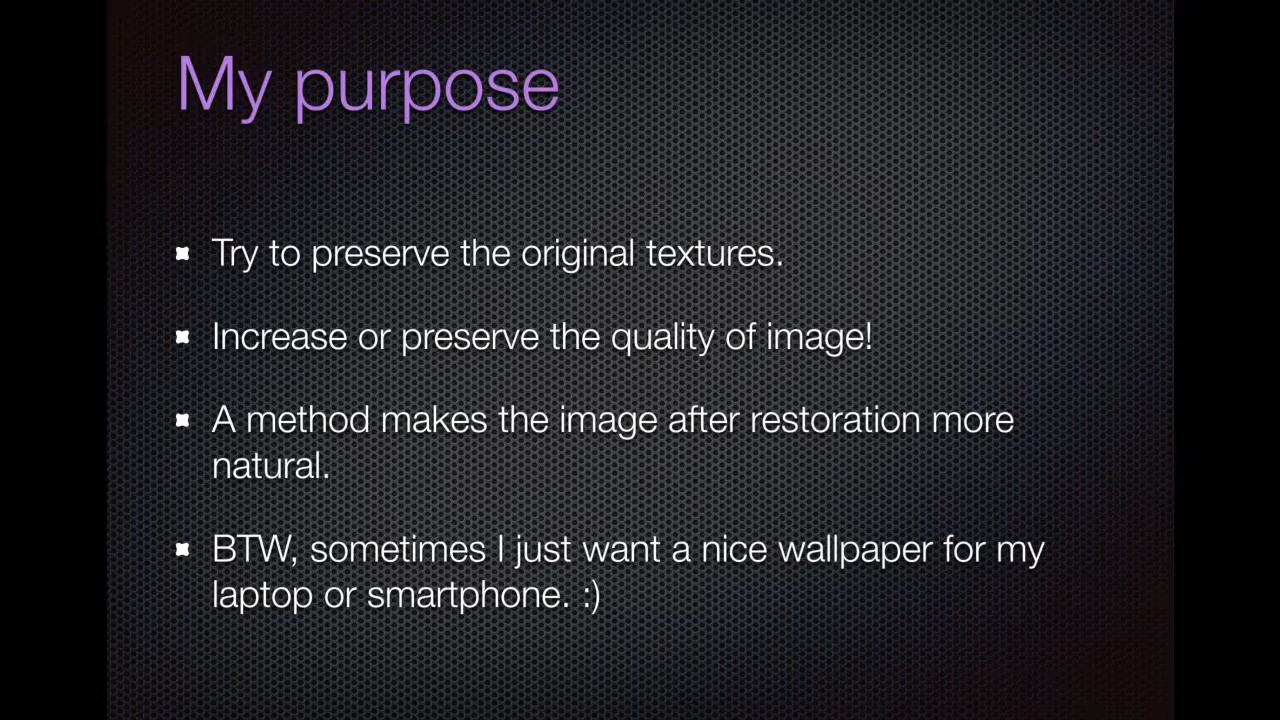 My purpose
Try to preserve the original textures.
Increase or preserve the quality of image!
A method makes the image after restoration more
natural.
BTW, sometimes I just want a nice wallpaper for my
laptop or smartphone. :)